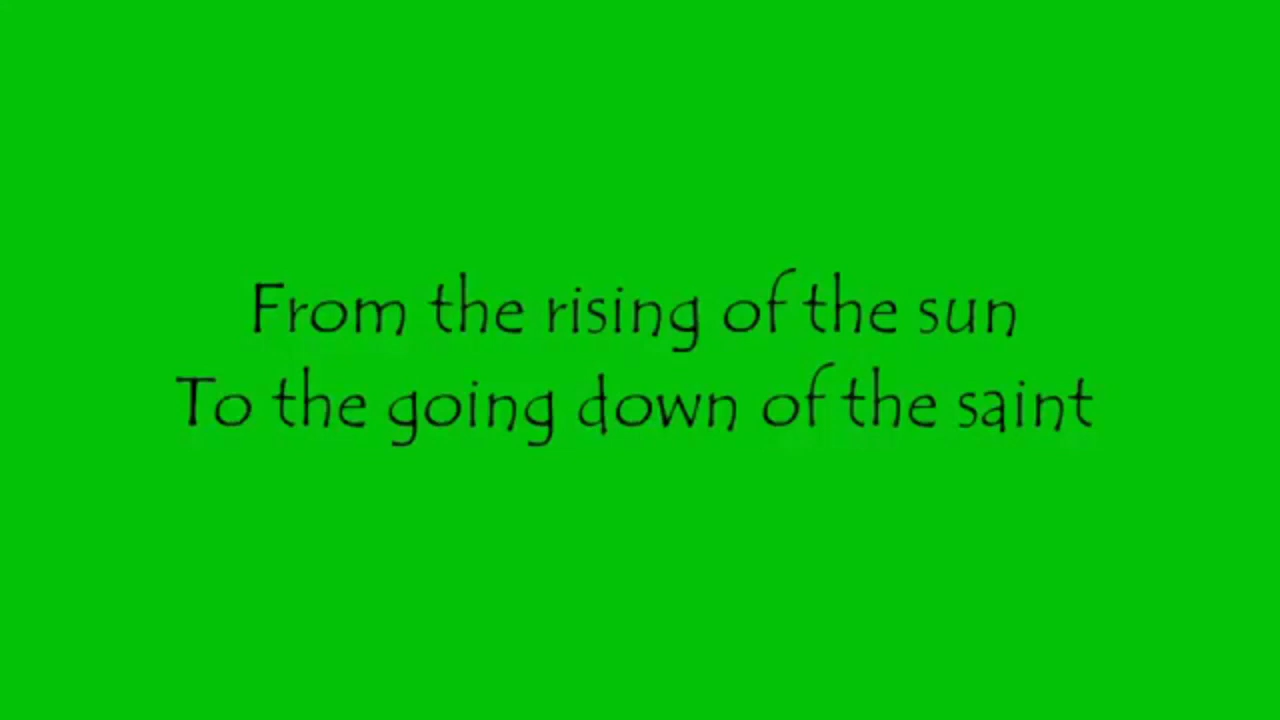 From the rising of the sun
To the going down of the saint